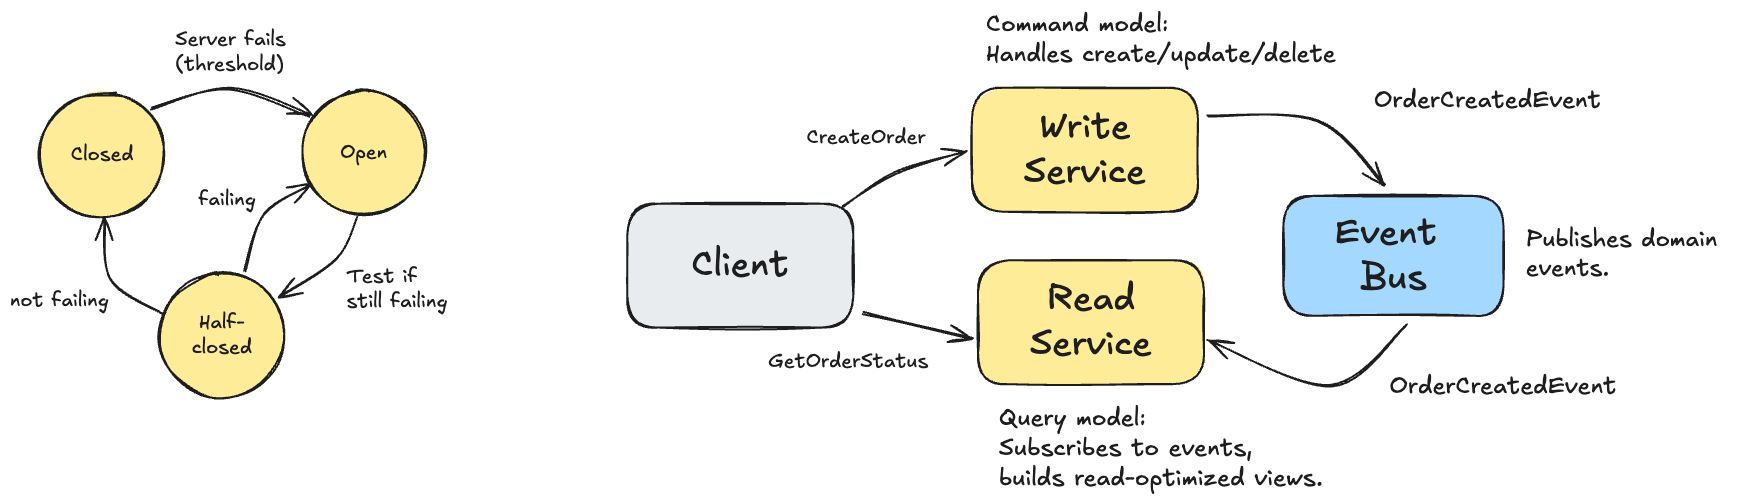 Server fails
(threshold)
Closed
Open
failing
Test if
still failing
not failing
Half-
closed
Command model:
Handles create/update/delete
CreateOrder
Write
Service
OrderCreatedEvent
Client
Event
Bus
Publishes domain
events.
Read
Service
GetOrderStatus
OrderCreatedEvent
Query model:
Subscribes to events,
builds read-optimized views.